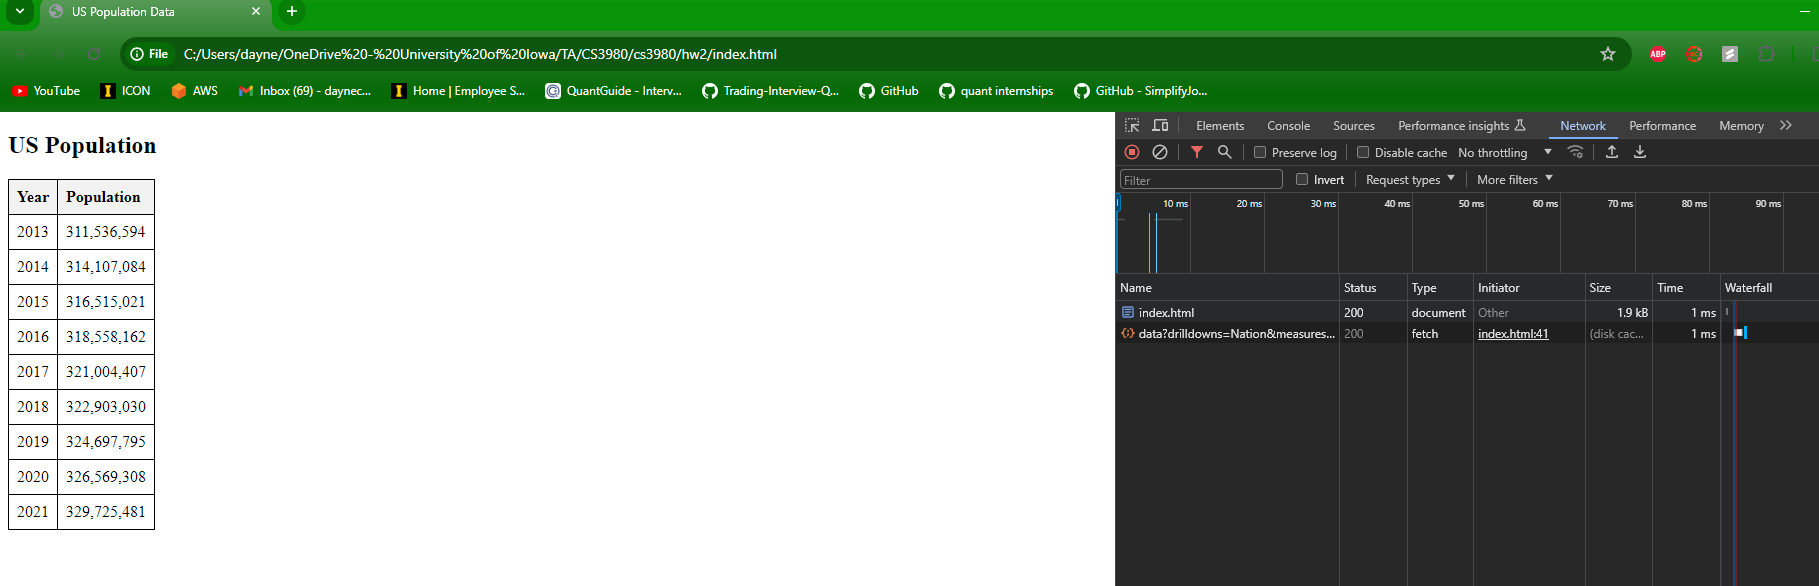 US Population Data
File C:/Users/dayne/OneDrive%20-%20University%20of%20Iowa/TA/CS3980/cs3980/hw2/index.html
ABP
YouTube ICON AWS Inbox (69) - daynec... Home | Employee S... QuantGuide - Interv... Trading-Interview-Q... GitHub quant internships GitHub - SimplifyJo...
US Population
Year Population
2013 311,536,594
2014 314,107,084
2015 316,515,021
2016 318,558,162
2017 321,004,407
2018 322,903,030
2019 324,697,795
2020 326,569,308
2021 329,725,481
Elements Console Sources Performance insights Network Performance Memory
Preserve log Disable cache No throttling
Filter Invert Request types More filters
10 ms 20 ms 30 ms 40 ms 50 ms 60 ms 70 ms 80 ms 90 ms
Name Status Type Initiator Size Time Waterfall
index.html 200 document Other 1.9 kB 1 ms
data?drilldowns=Nation&measures... 200 fetch index.html:41 (disk cac... 1 ms